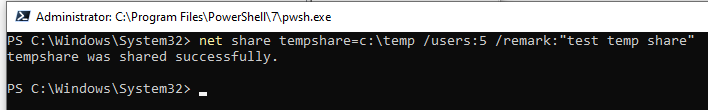 Administrator: C:\Program Files\PowerShell\7\pwsh.exe
PS C:\Windows\System32> net share tempshare=c:\temp /users:5 /remark:"test temp share"
tempshare was shared successfully.
PS C:\Windows\System32>